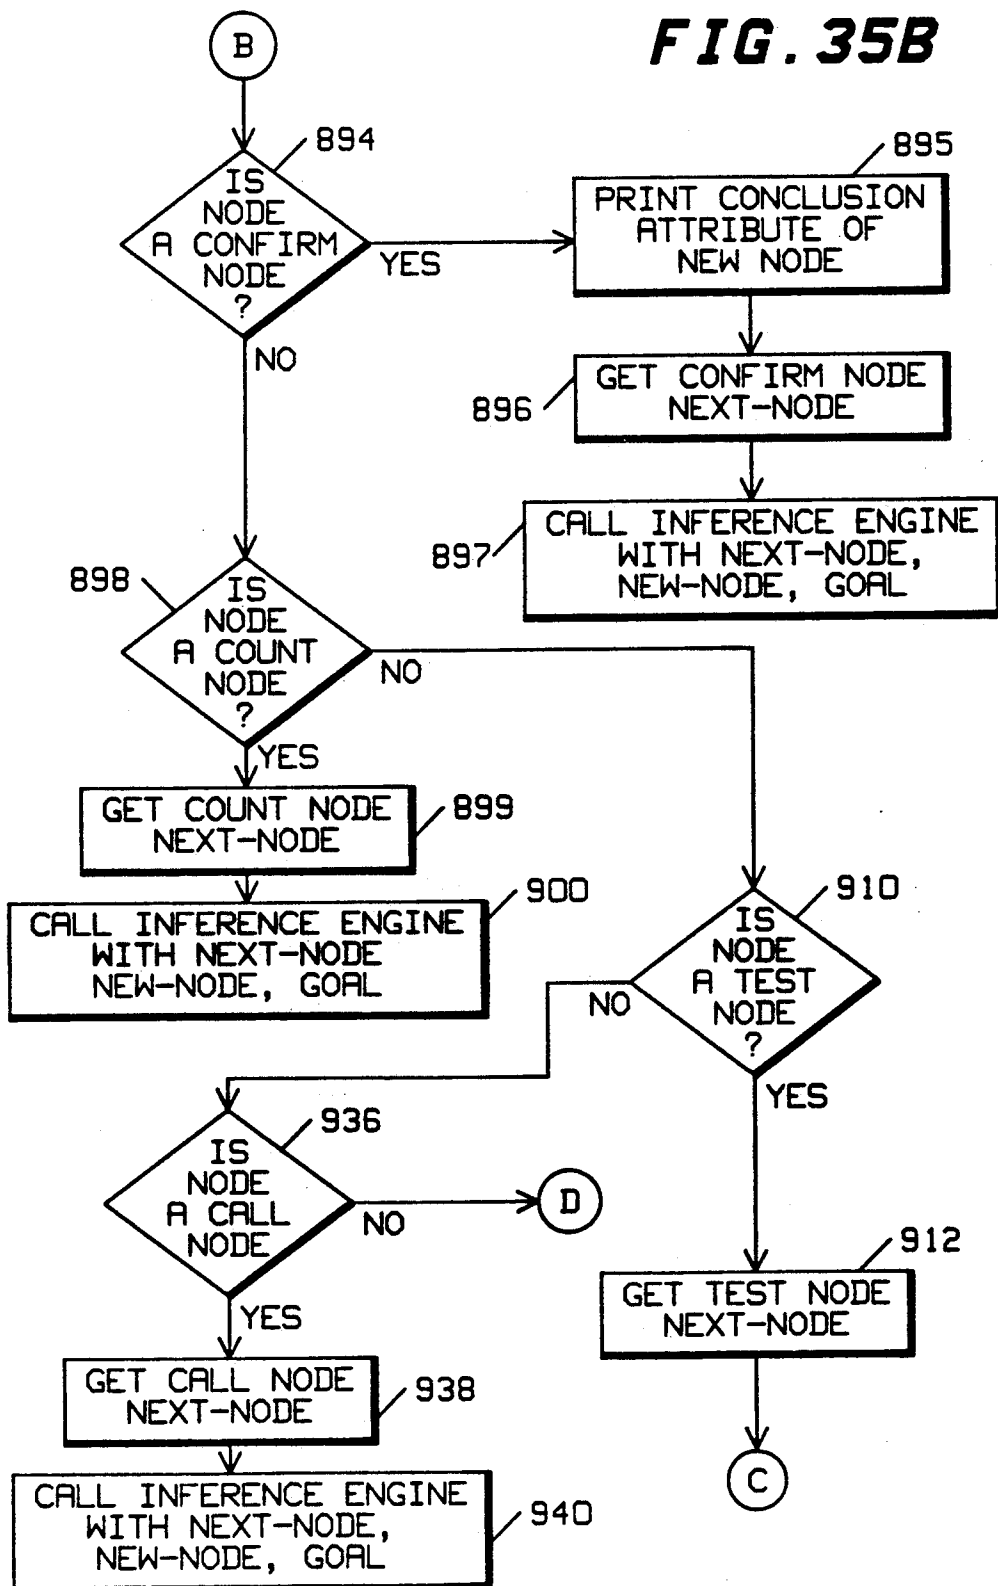 FIG. 35B
B
894
IS
NODE
A CONFIRM
NODE
?
YES
NO
895
PRINT CONCLUSION
ATTRIBUTE OF
NEW NODE
896
GET CONFIRM NODE
NEXT-NODE
897
CALL INFERENCE ENGINE
WITH NEXT-NODE,
NEW-NODE, GOAL
898
IS
NODE
A COUNT
NODE
?
NO
YES
GET COUNT NODE
NEXT-NODE
899
900
CALL INFERENCE ENGINE
WITH NEXT-NODE
NEW-NODE, GOAL
910
IS
NODE
A TEST
NODE
?
NO
YES
936
IS
NODE
A CALL
NODE
NO
D
YES
912
GET TEST NODE
NEXT-NODE
C
GET CALL NODE
NEXT-NODE
938
CALL INFERENCE ENGINE
WITH NEXT-NODE,
NEW-NODE, GOAL
940